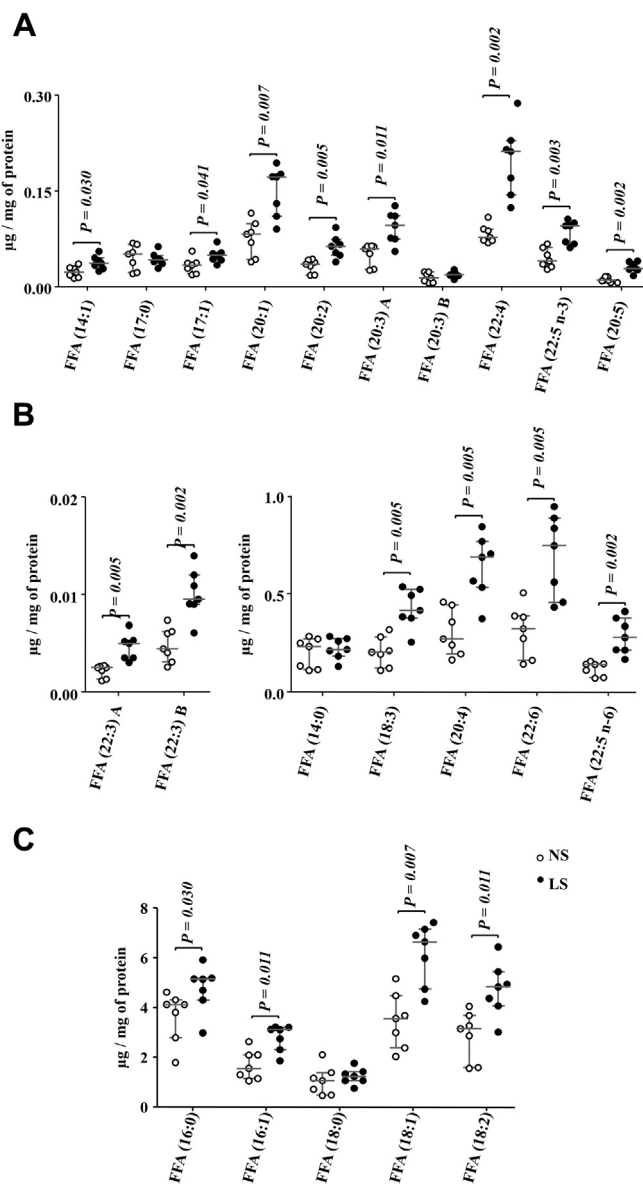 A
P = 0.030
P = 0.041
P = 0.007
P = 0.005
P = 0.011
P = 0.002
P = 0.003
P = 0.002
µg / mg of protein
0.30
0.15
0.00
FFA (14:1)
FFA (17:0)
FFA (17:1)
FFA (20:1)
FFA (20:2)
FFA (20:3) A
FFA (20:3) B
FFA (22:4)
FFA (22:5 n-3)
FFA (20:5)
B
P = 0.005
P = 0.002
µg / mg of protein
0.02
0.01
0.00
FFA (22:3) A
FFA (22:3) B
P = 0.005
P = 0.005
P = 0.005
P = 0.002
µg / mg of protein
1.0
0.5
0.0
FFA (14:0)
FFA (18:3)
FFA (20:4)
FFA (22:6)
FFA (22:5 n-6)
C
NS
LS
P = 0.030
P = 0.011
P = 0.007
P = 0.011
µg / mg of protein
8
6
4
2
0
FFA (16:0)
FFA (16:1)
FFA (18:0)
FFA (18:1)
FFA (18:2)